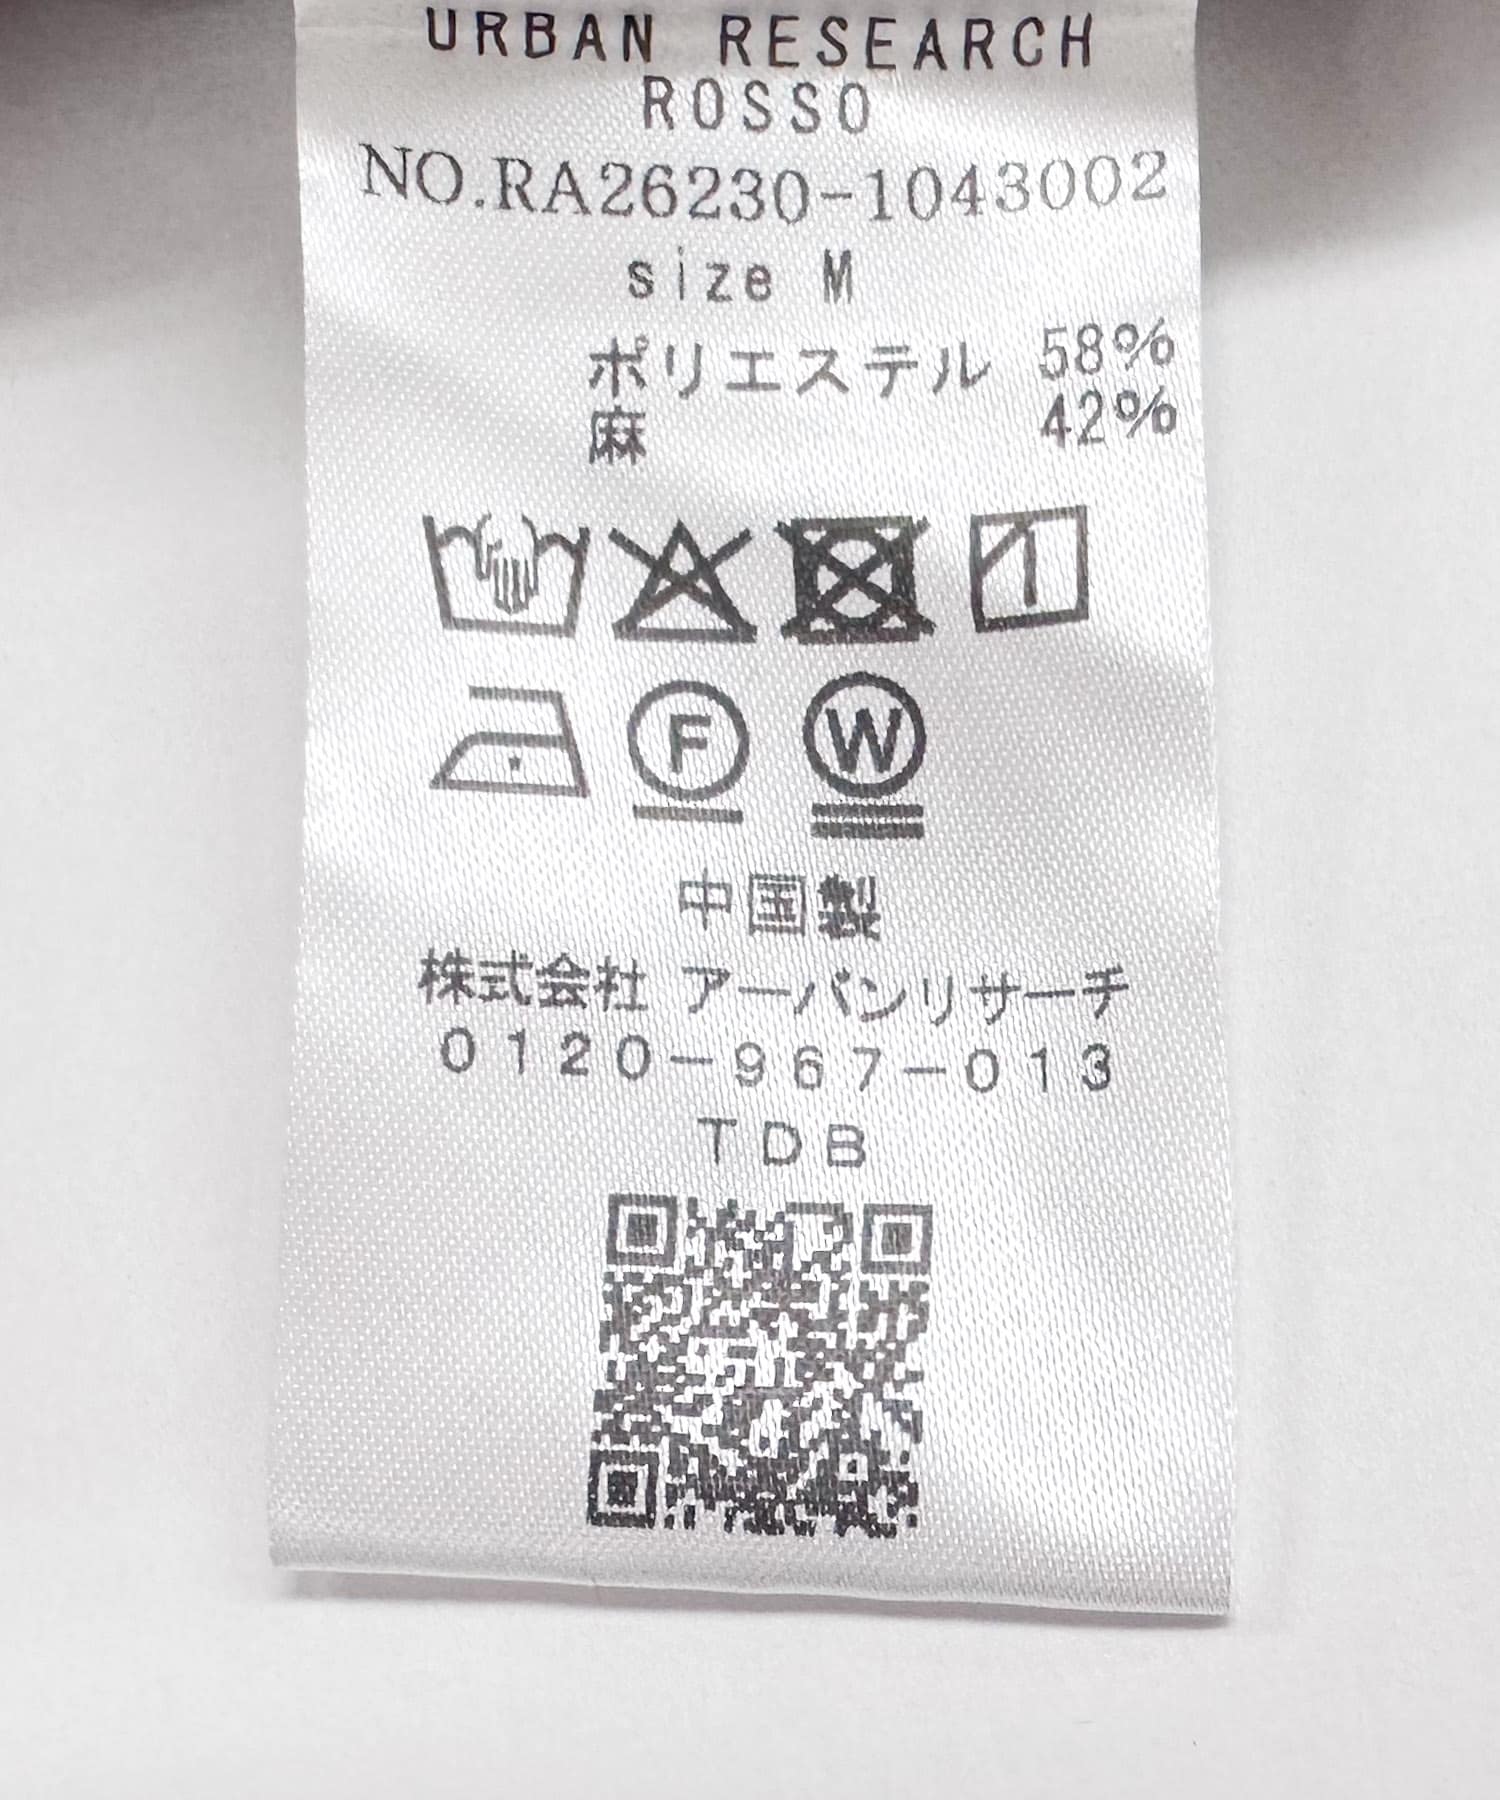 URBAN RESEARCH
ROSSO
NO.RA26230-1043002
size M
ポリエステル 58%
麻 42%
F W
中国製
株式会社 アーバンリサーチ
0120-967-013
TDB